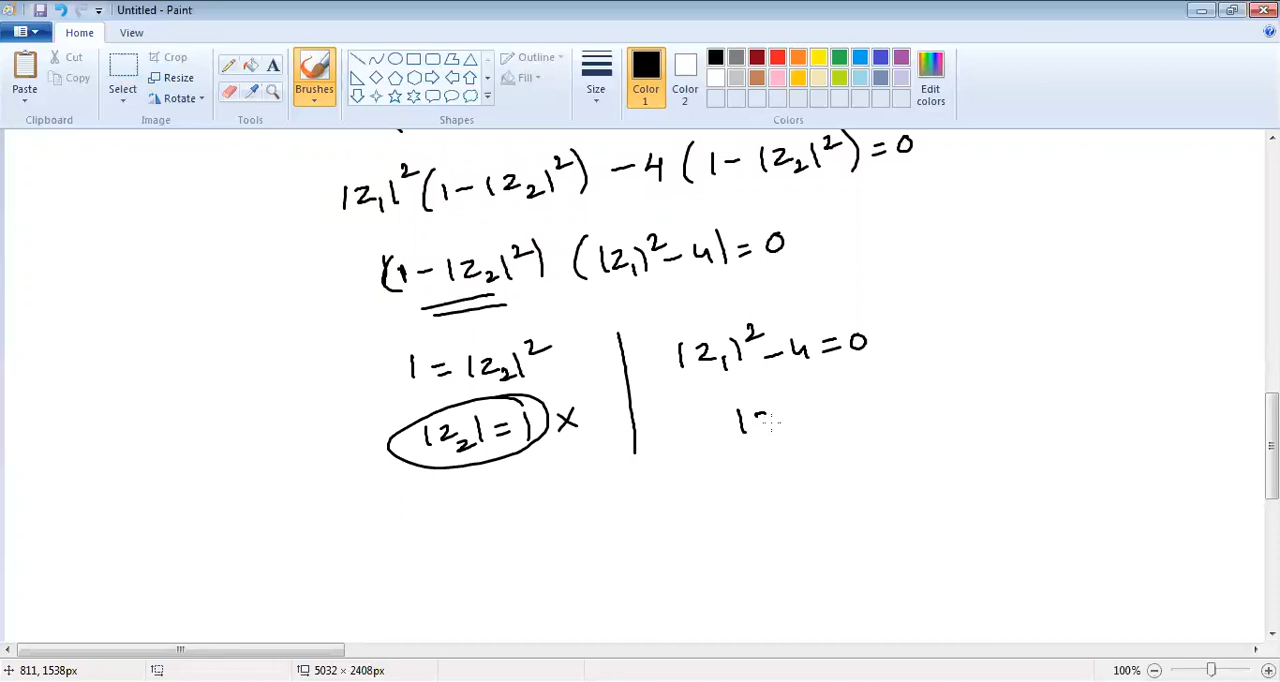 Untitled - Paint
Home View
Cut
Copy
Paste
Clipboard
Select
Crop
Resize
Rotate
Image
A
Tools
Brushes
Outline
Fill
Shapes
Size
Color 1
Color 2
Edit colors
Colors
|z₁|²(1-|z₂|²) - 4(1-|z₂|²) = 0
(1-|z₂|²) (|z₁|²-4) = 0
1 = |z₂|²
|z₂| = 1 ×
|z₁|² - 4 = 0
811, 1538px
5032 × 2408px
100%